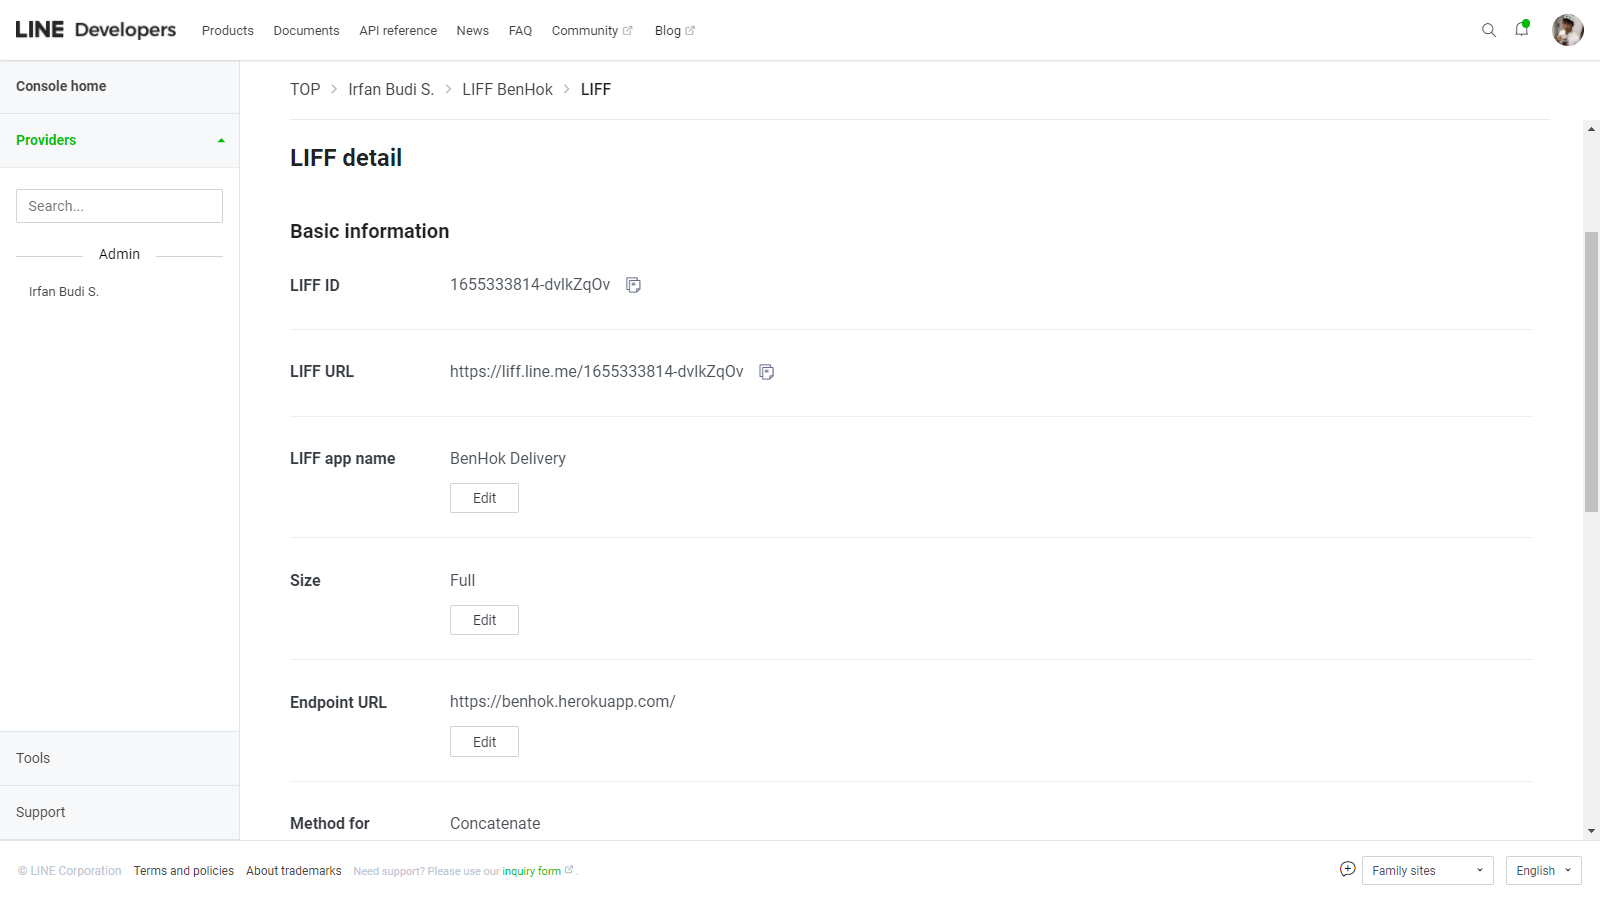 LINE Developers
Products Documents API reference News FAQ Community Blog
Console home
Providers
Search...
Admin
Irfan Budi S.
Tools
Support
TOP > Irfan Budi S. > LIFF BenHok > LIFF
LIFF detail
Basic information
LIFF ID 1655333814-dvlkZqOv
LIFF URL https://liff.line.me/1655333814-dvlkZqOv
LIFF app name BenHok Delivery
Edit
Size Full
Edit
Endpoint URL https://benhok.herokuapp.com/
Edit
Method for Concatenate
© LINE Corporation Terms and policies About trademarks Need support? Please use our inquiry form . Family sites English